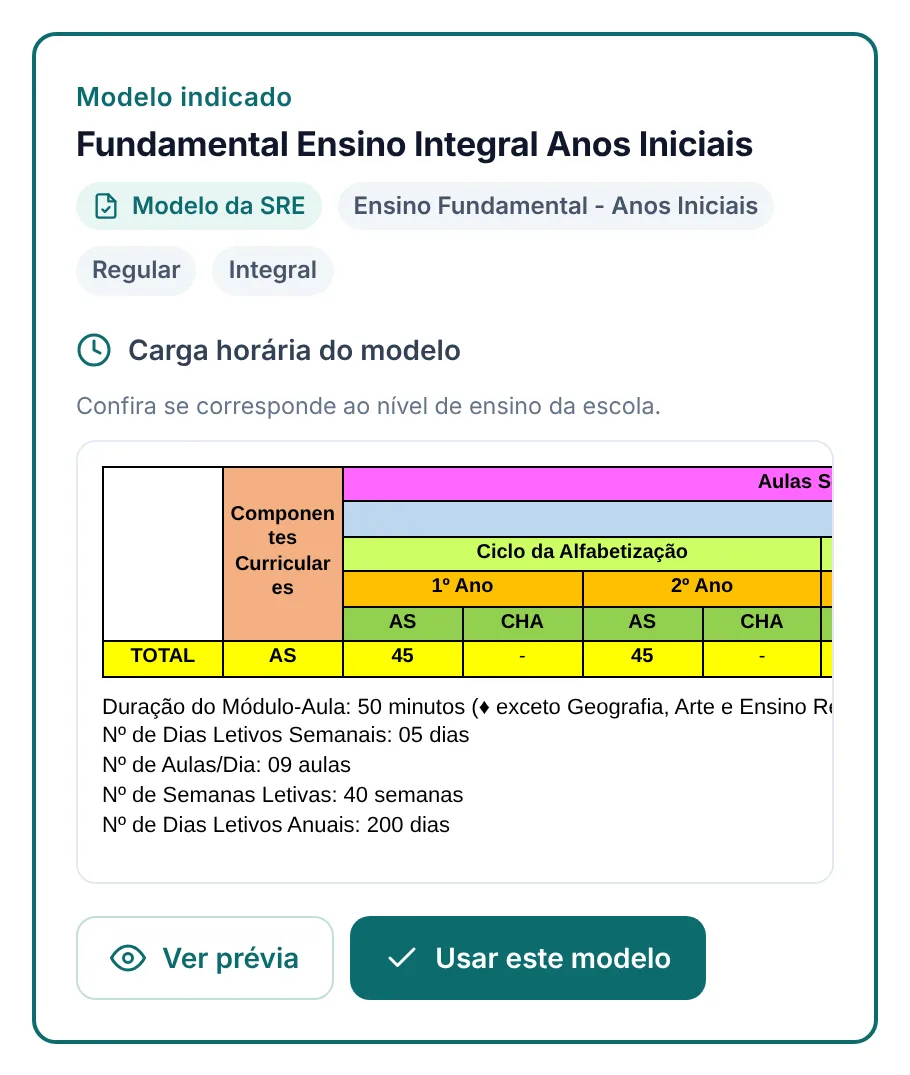 Modelo indicado
Fundamental Ensino Integral Anos Iniciais
Modelo da SRE
Ensino Fundamental - Anos Iniciais
Regular
Integral
Carga horária do modelo
Confira se corresponde ao nível de ensino da escola.
Aulas S
Componen
tes
Curricular
es
Ciclo da Alfabetização
1º Ano
2º Ano
AS
CHA
AS
CHA
TOTAL
AS
45
-
45
-
Duração do Módulo-Aula: 50 minutos (♦ exceto Geografia, Arte e Ensino Re
Nº de Dias Letivos Semanais: 05 dias
Nº de Aulas/Dia: 09 aulas
Nº de Semanas Letivas: 40 semanas
Nº de Dias Letivos Anuais: 200 dias
Ver prévia
Usar este modelo